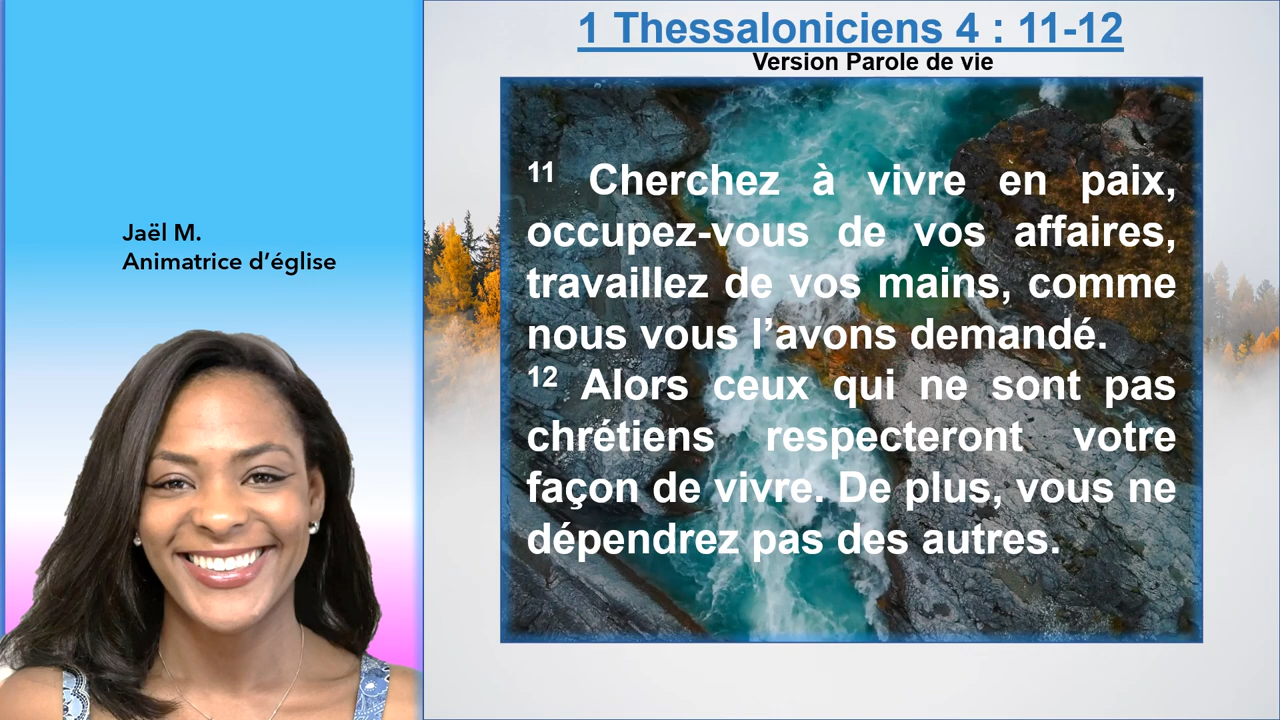 1 Thessaloniciens 4 : 11-12
Version Parole de vie
Jaël M.
Animatrice d’église
11 Cherchez à vivre en paix,
occupez-vous de vos affaires,
travaillez de vos mains, comme
nous vous l’avons demandé.
12 Alors ceux qui ne sont pas
chrétiens respecteront votre
façon de vivre. De plus, vous ne
dépendrez pas des autres.